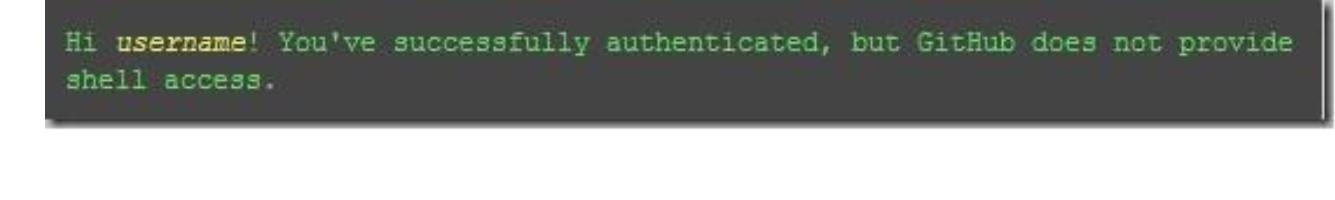 Hi username! You've successfully authenticated, but GitHub does not provide
shell access.